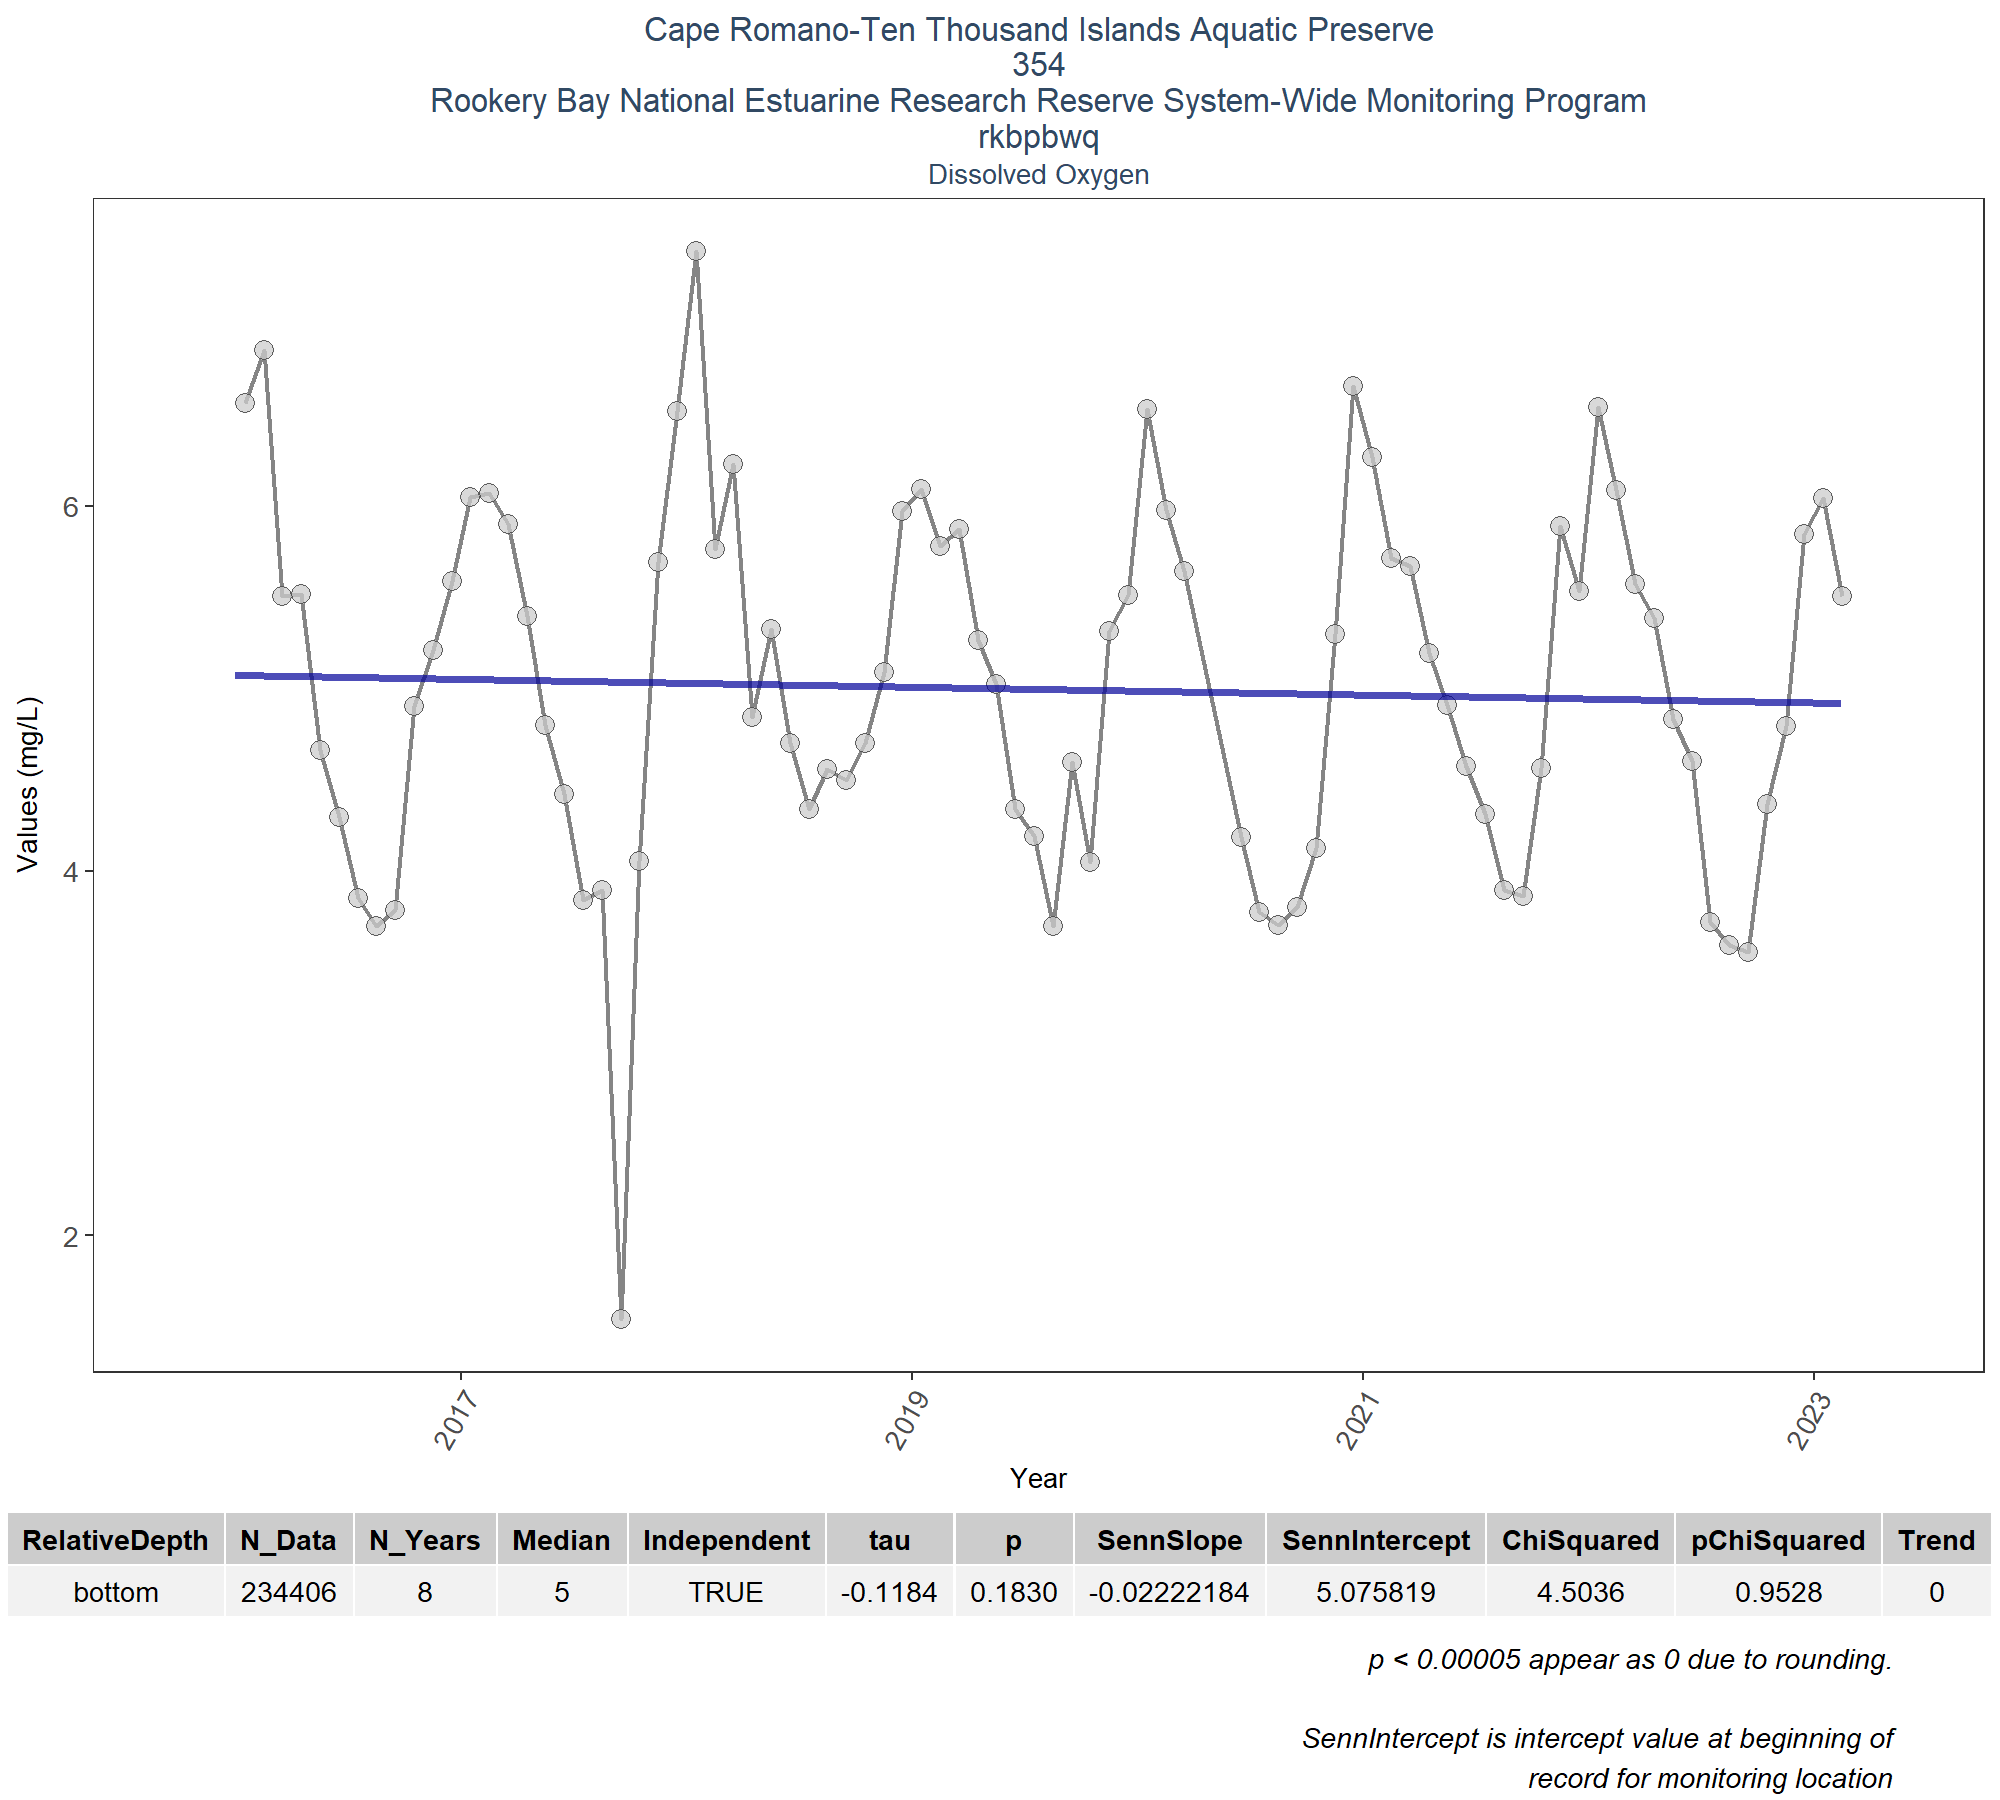 Cape Romano-Ten Thousand Islands Aquatic Preserve
354
Rookery Bay National Estuarine Research Reserve System-Wide Monitoring Program
rkbpbwq
Dissolved Oxygen
Values (mg/L)
6
4
2
2017
2019
2021
2023
Year
RelativeDepth N_Data N_Years Median Independent tau p SennSlope SennIntercept ChiSquared pChiSquared Trend
bottom 234406 8 5 TRUE -0.1184 0.1830 -0.02222184 5.075819 4.5036 0.9528 0
p < 0.00005 appear as 0 due to rounding.
SennIntercept is intercept value at beginning of
record for monitoring location